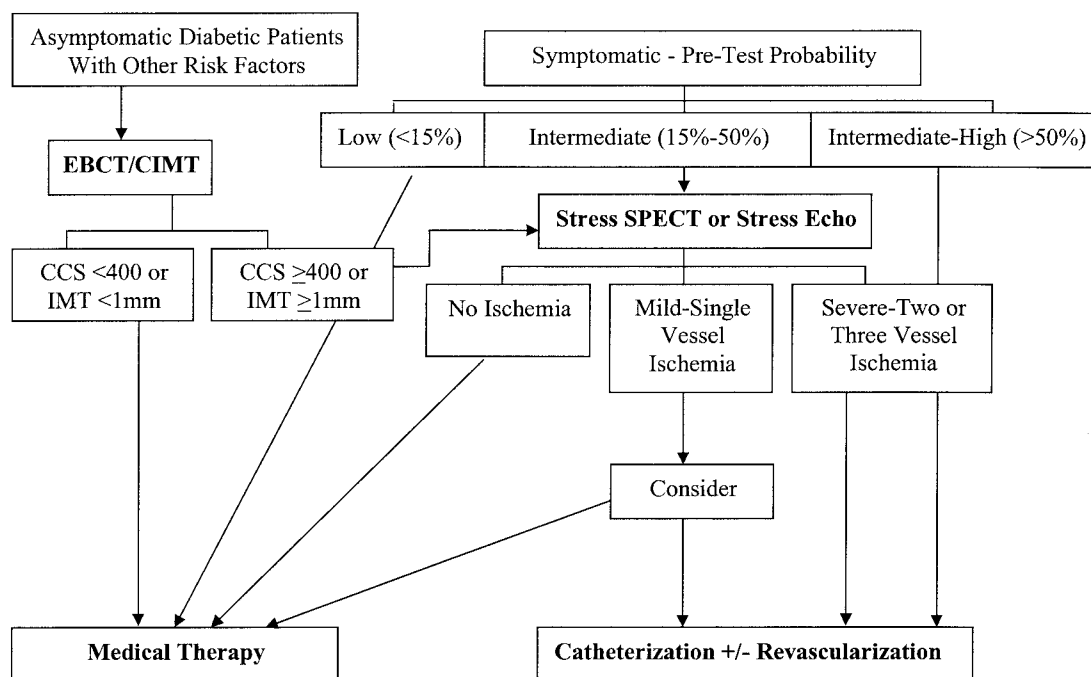 Asymptomatic Diabetic Patients
With Other Risk Factors
Symptomatic - Pre-Test Probability
Low (<15%)
Intermediate (15%-50%)
Intermediate-High (>50%)
EBCT/CIMT
Stress SPECT or Stress Echo
CCS <400 or
IMT <1mm
CCS ≥400 or
IMT ≥1mm
No Ischemia
Mild-Single
Vessel
Ischemia
Severe-Two or
Three Vessel
Ischemia
Consider
Medical Therapy
Catheterization +/- Revascularization